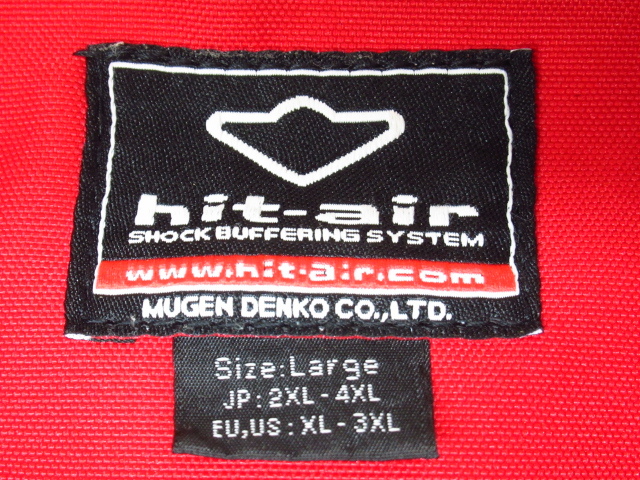 hit-air
SHOCK BUFFERING SYSTEM
www.hit-air.com
MUGEN DENKO CO.,LTD.
Size:Large
JP:2XL-4XL
EU,US:XL-3XL